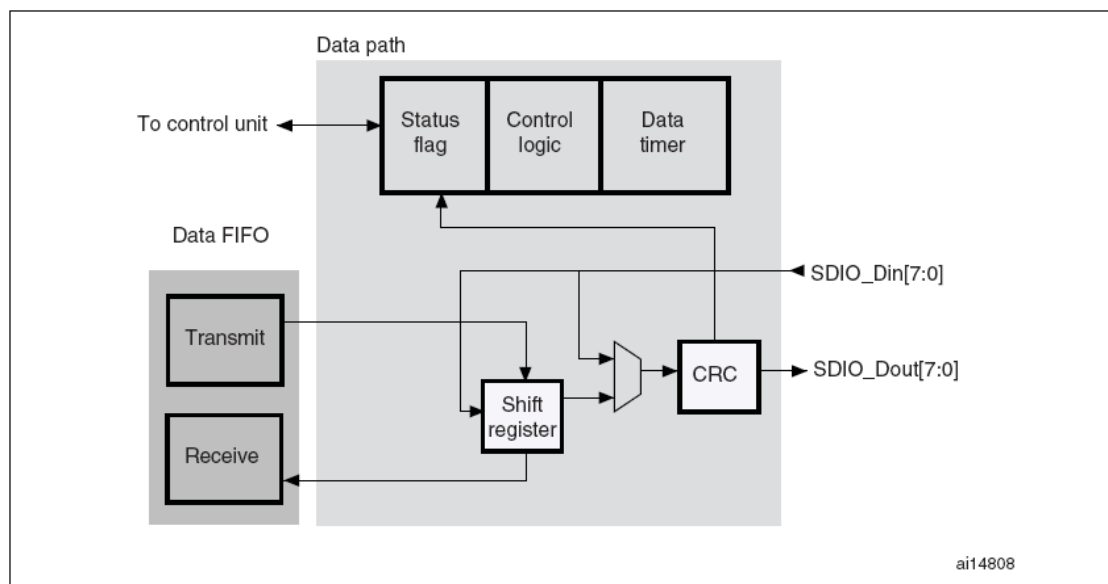 Data path
To control unit
Status
flag
Control
logic
Data
timer
Data FIFO
SDIO_Din[7:0]
Transmit
CRC
SDIO_Dout[7:0]
Shift
register
Receive
ai14808